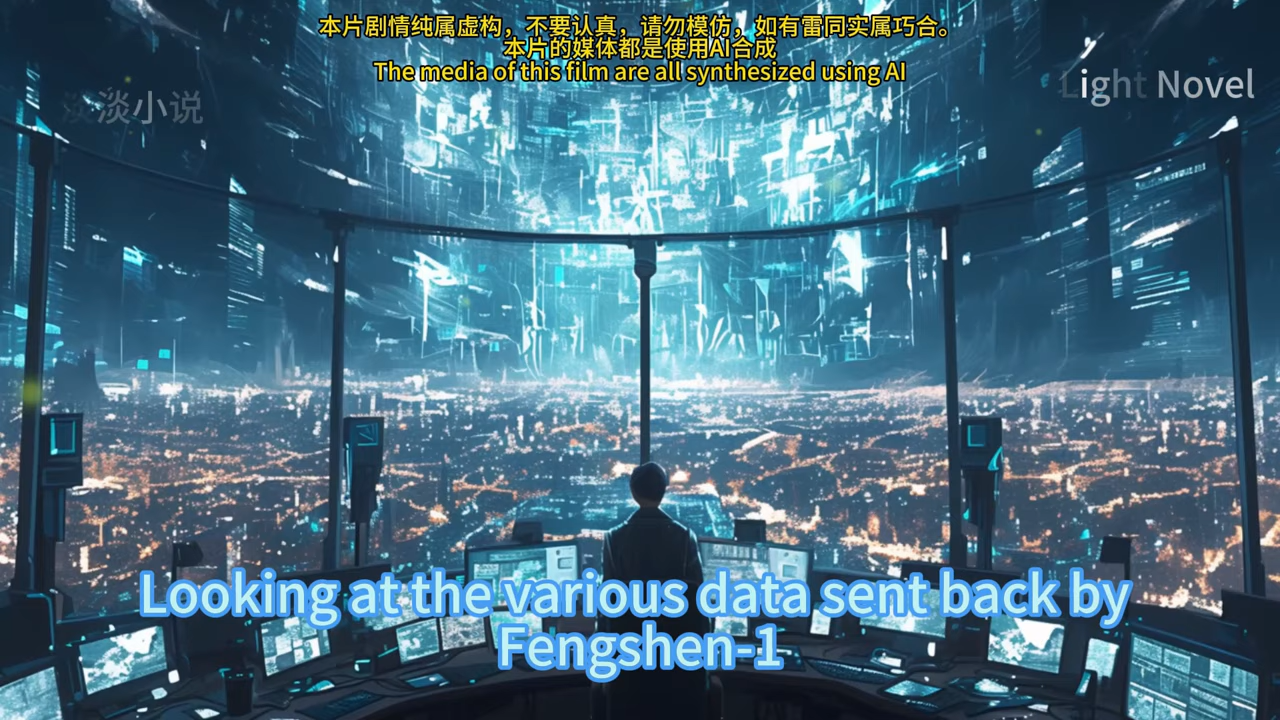 本片剧情纯属虚构，不要认真，请勿模仿，如有雷同实属巧合。
本片的媒体都是使用AI合成
The media of this film are all synthesized using AI
Light Novel
淡淡小说
Looking at the various data sent back by
Fengshen-1